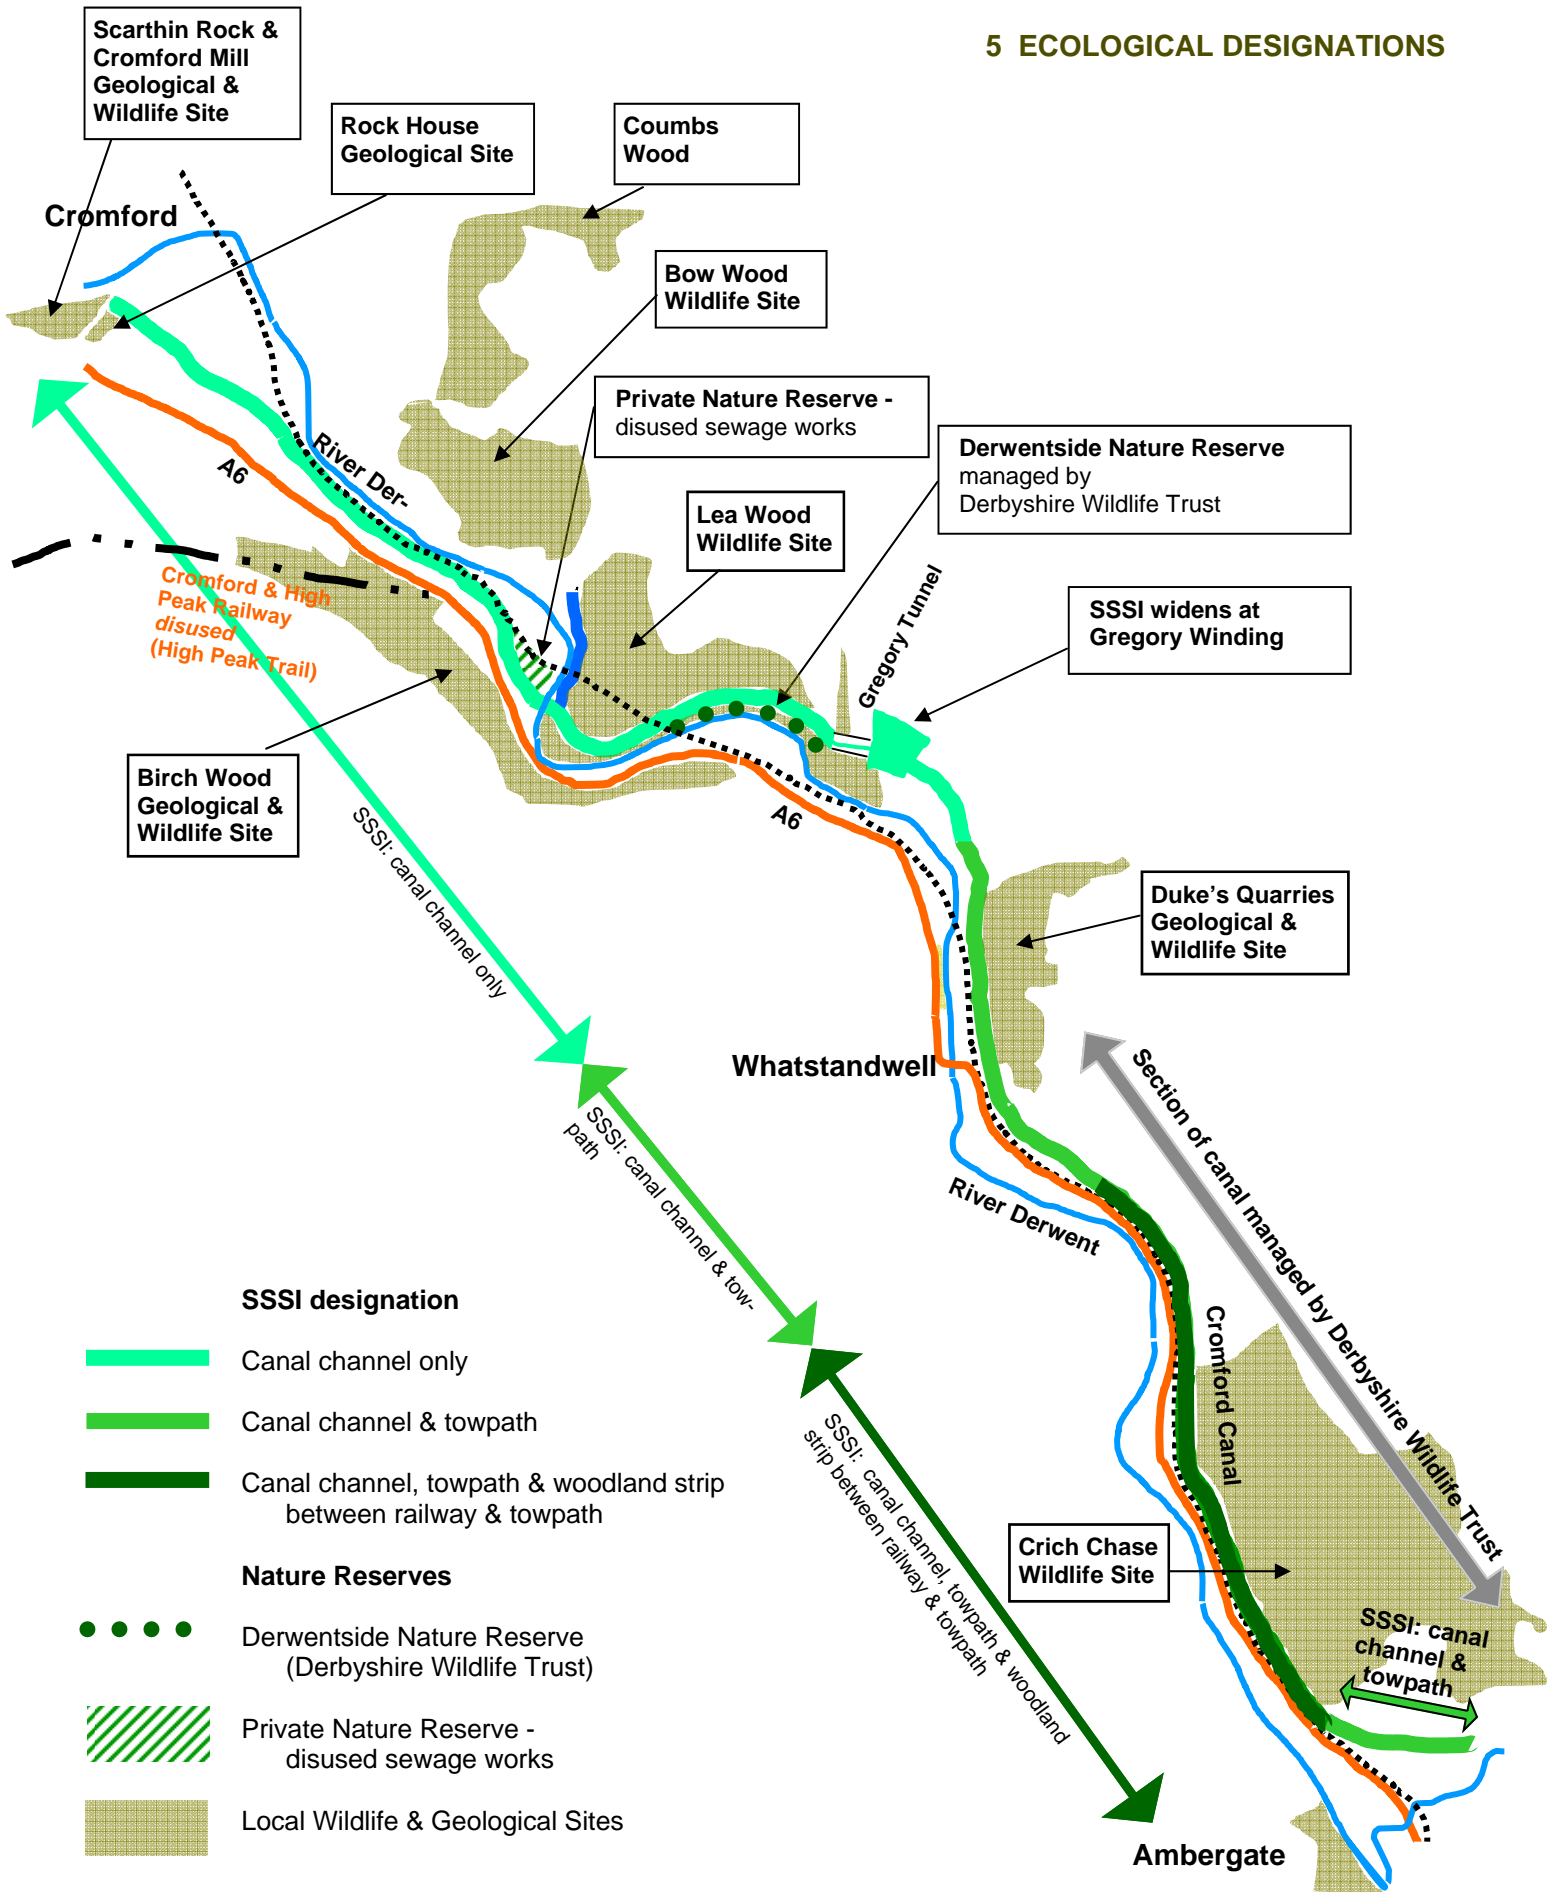 5 ECOLOGICAL DESIGNATIONS
Scarthin Rock &
Cromford Mill
Geological &
Wildlife Site
Rock House
Geological Site
Coumbs
Wood
Cromford
Bow Wood
Wildlife Site
Private Nature Reserve -
disused sewage works
Derwentside Nature Reserve
managed by
Derbyshire Wildlife Trust
River Der-
A6
Lea Wood
Wildlife Site
Cromford & High
Peak Railway
disused
(High Peak Trail)
Gregory Tunnel
SSSI widens at
Gregory Winding
Birch Wood
Geological &
Wildlife Site
A6
SSSI: canal channel only
Duke's Quarries
Geological &
Wildlife Site
Whatstandwell
SSSI: canal channel & tow-
path
Section of canal managed by Derbyshire Wildlife Trust
River Derwent
Cromford Canal
SSSI: canal channel, towpath & woodland
strip between railway & towpath
Crich Chase
Wildlife Site
SSSI: canal
channel &
towpath
Ambergate
SSSI designation
Canal channel only
Canal channel & towpath
Canal channel, towpath & woodland strip
between railway & towpath
Nature Reserves
Derwentside Nature Reserve
(Derbyshire Wildlife Trust)
Private Nature Reserve -
disused sewage works
Local Wildlife & Geological Sites